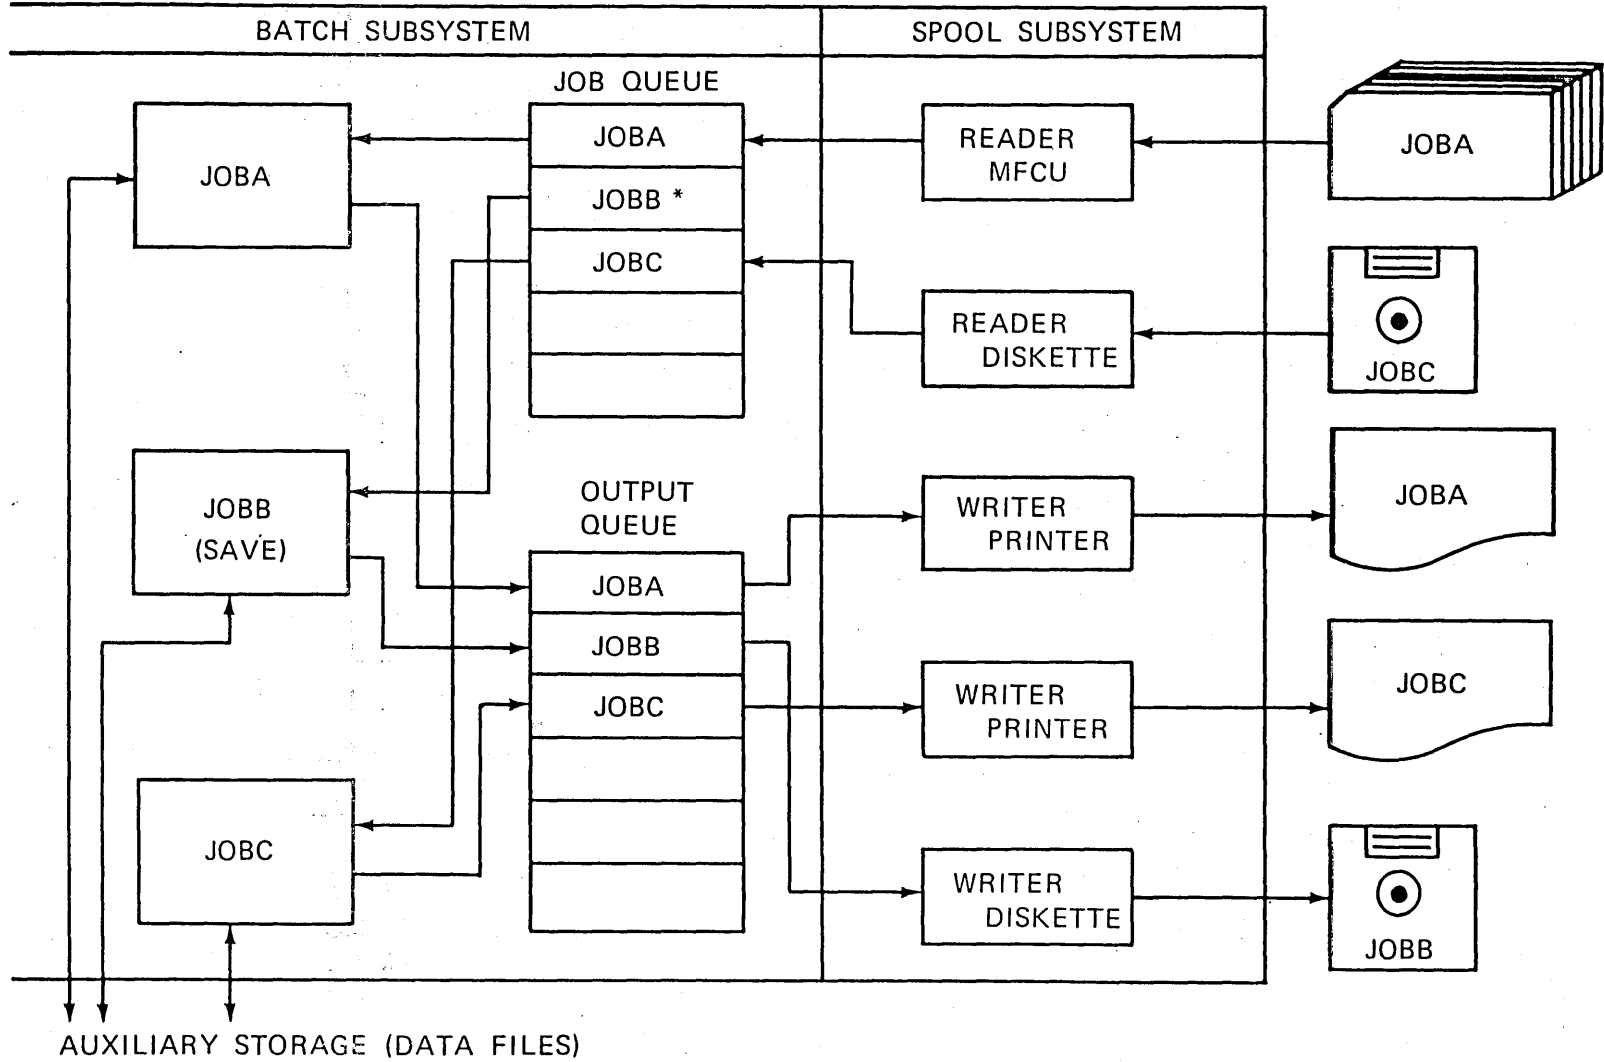 BATCH SUBSYSTEM
SPOOL SUBSYSTEM
JOB QUEUE
JOBA
JOBA
READER
MFCU
JOBA
JOBB *
JOBC
READER
DISKETTE
JOBC
JOBB
(SAVE)
OUTPUT
QUEUE
WRITER
PRINTER
JOBA
JOBA
JOBB
JOBC
WRITER
PRINTER
JOBC
JOBC
WRITER
DISKETTE
JOBB
AUXILIARY STORAGE (DATA FILES)